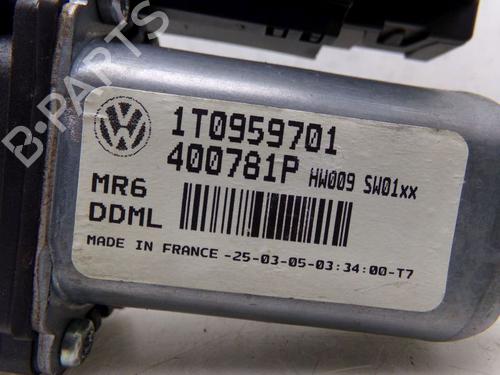 1T0959701
400781P HW009 SW01xx
MR6
DDML
MADE IN FRANCE -25-03-05-03:34:00-T7
B-PARTS